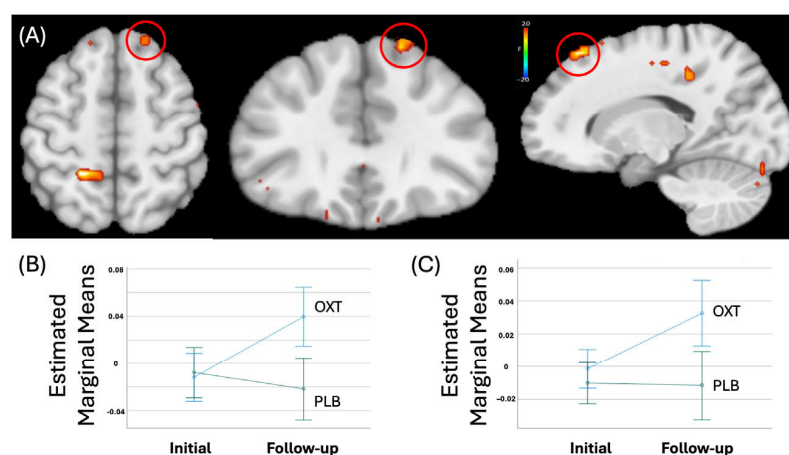 (A)
20
F
-20
(B)
(C)
Estimated
Marginal Means
0.08
0.04
0
-0.04
OXT
PLB
Initial Follow-up
Estimated
Marginal Means
0.06
0.04
0.02
0
-0.02
OXT
PLB
Initial Follow-up